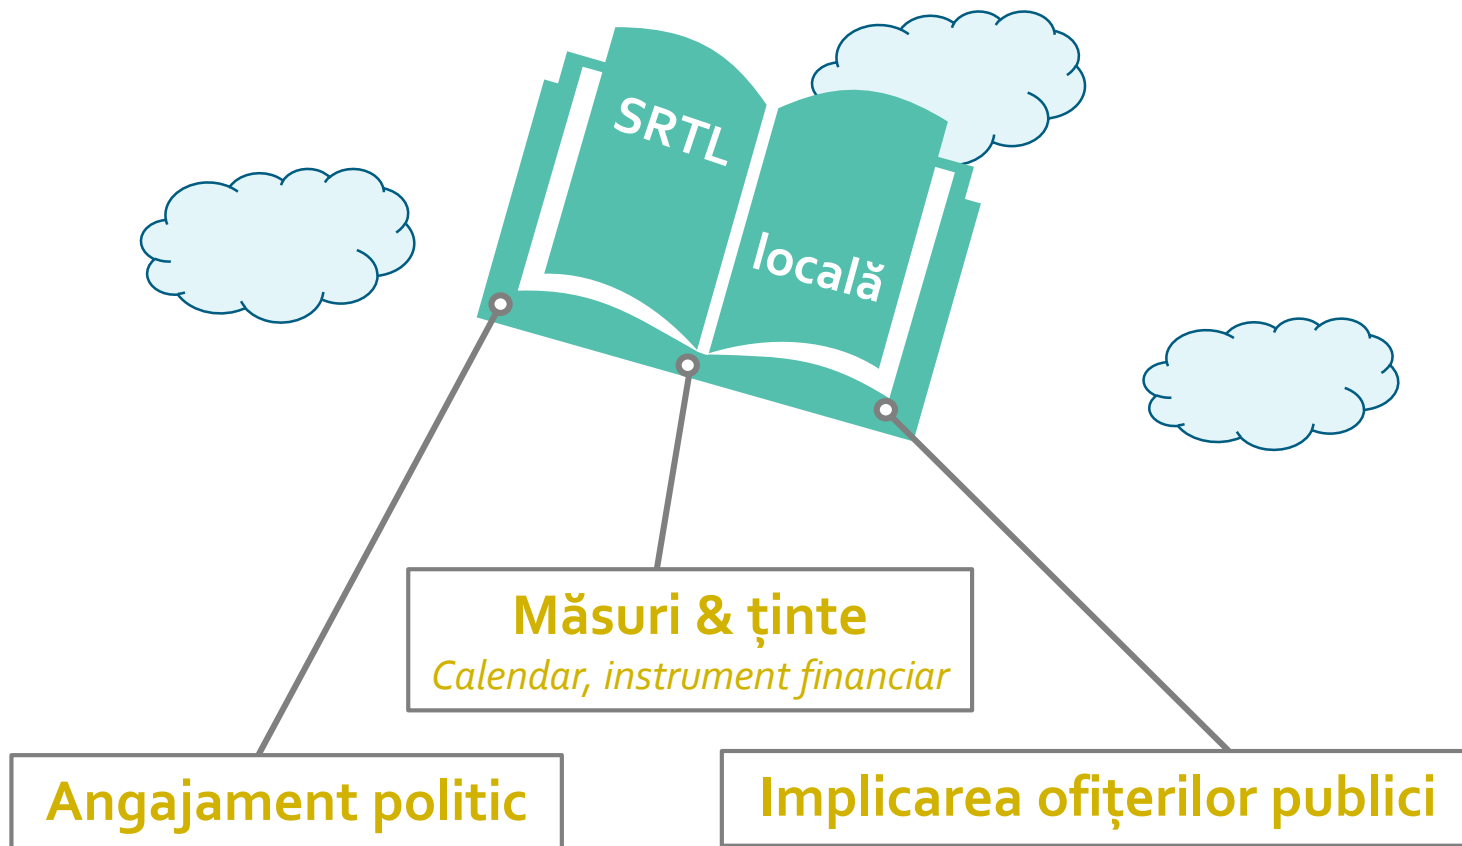 SRTL
locală
Măsuri & ținte
Calendar, instrument financiar
Angajament politic
Implicarea ofițerilor publici